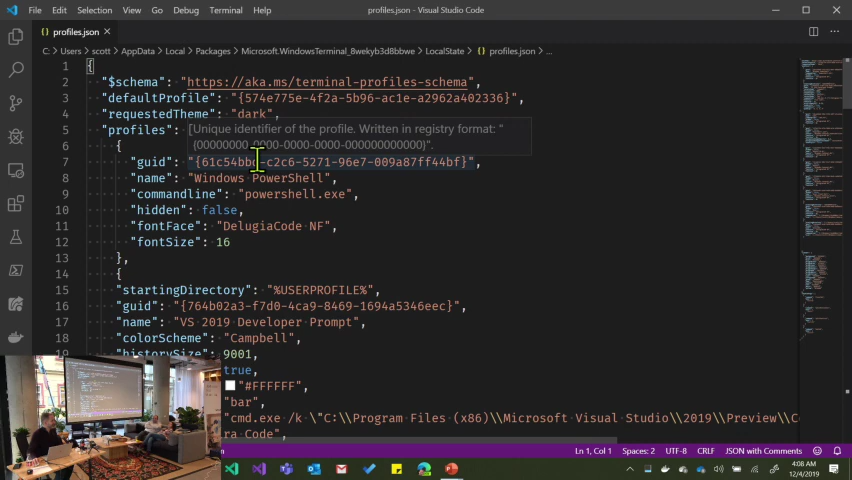 File Edit Selection View Go Debug Terminal Help profiles.json - Visual Studio Code
profiles.json
C: > Users > scott > AppData > Local > Packages > Microsoft.WindowsTerminal_8wekyb3d8bbwe > LocalState > {} profiles.json > ...
1 {
2 "$schema": "https://aka.ms/terminal-profiles-schema",
3 "defaultProfile": "{574e775e-4f2a-5b96-ac1e-a2962a402336}",
4 "requestedTheme": "dark",
5 "profiles":
[Unique identifier of the profile. Written in registry format: "
{00000000-0000-0000-0000-000000000000}".
6 {
7 "guid": "{61c54bbd-c2c6-5271-96e7-009a87ff44bf}",
8 "name": "Windows PowerShell",
9 "commandline": "powershell.exe",
10 "hidden": false,
11 "fontFace": "DelugiaCode NF",
12 "fontSize": 16
13 },
14 {
15 "startingDirectory": "%USERPROFILE%",
16 "guid": "{764b02a3-f7d0-4ca9-8469-1694a5346eec}",
17 "name": "VS 2019 Developer Prompt",
18 "colorScheme": "Campbell",
19 "historySize": 9001,
true,
"#FFFFFF",
"bar",
"cmd.exe /k \"C:\\Program Files (x86)\\Microsoft Visual Studio\\2019\\Preview\\Co
ra Code",
Ln 1, Col 1 Spaces: 2 UTF-8 CRLF JSON with Comments
4:08 AM
12/4/2019